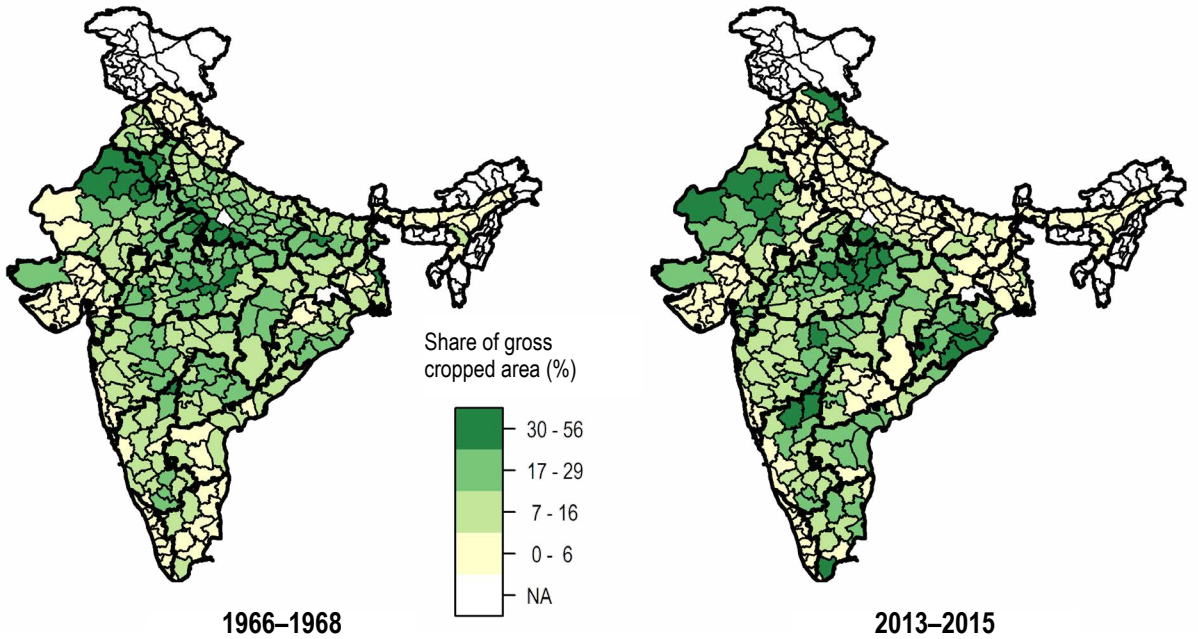 Share of gross
cropped area (%)
30 - 56
17 - 29
7 - 16
0 - 6
NA
1966–1968
2013–2015